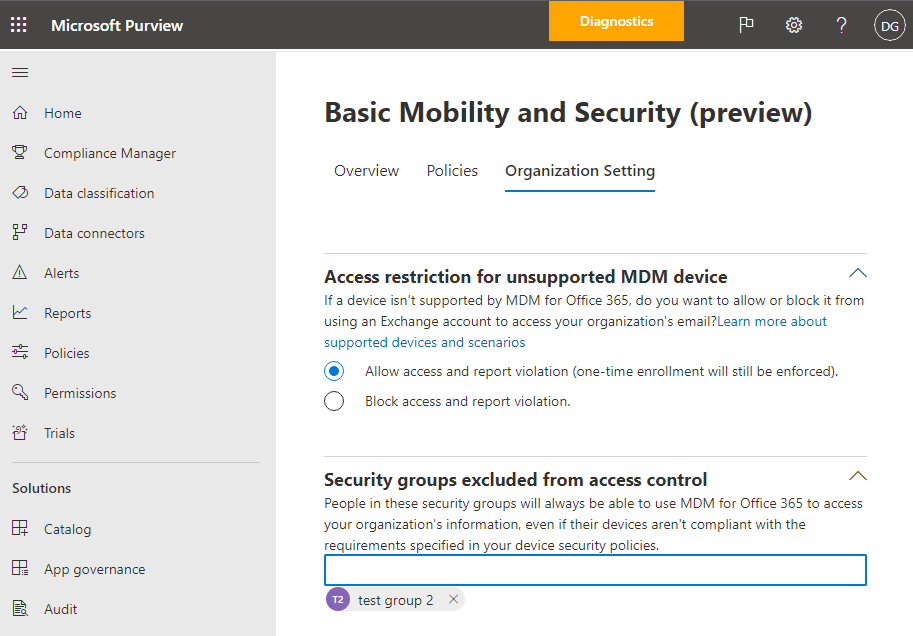 Microsoft Purview
Diagnostics
?
DG
Home
Compliance Manager
Data classification
Data connectors
Alerts
Reports
Policies
Permissions
Trials
Solutions
Catalog
App governance
Audit
Basic Mobility and Security (preview)
Overview
Policies
Organization Setting
Access restriction for unsupported MDM device
If a device isn't supported by MDM for Office 365, do you want to allow or block it from
using an Exchange account to access your organization's email?Learn more about
supported devices and scenarios
Allow access and report violation (one-time enrollment will still be enforced).
Block access and report violation.
Security groups excluded from access control
People in these security groups will always be able to use MDM for Office 365 to access
your organization's information, even if their devices aren't compliant with the
requirements specified in your device security policies.
T2 test group 2